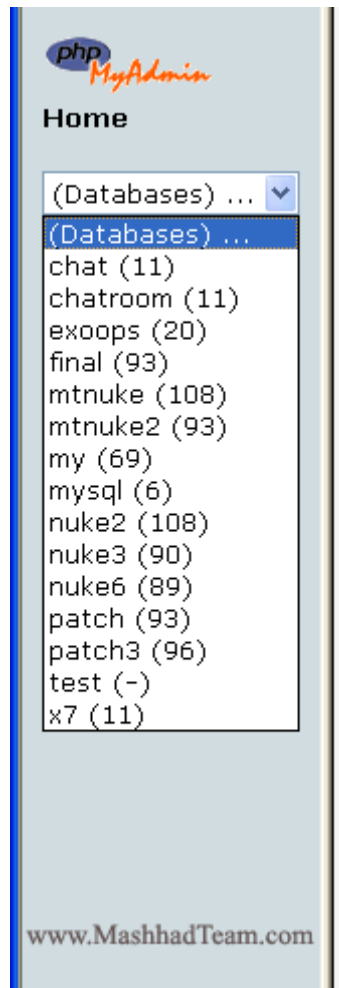 php
MyAdmin
Home
(Databases) ...
(Databases) ...
chat (11)
chatroom (11)
exoops (20)
final (93)
mtnuke (108)
mtnuke2 (93)
my (69)
mysql (6)
nuke2 (108)
nuke3 (90)
nuke6 (89)
patch (93)
patch3 (96)
test (-)
x7 (11)
www.MashhadTeam.com